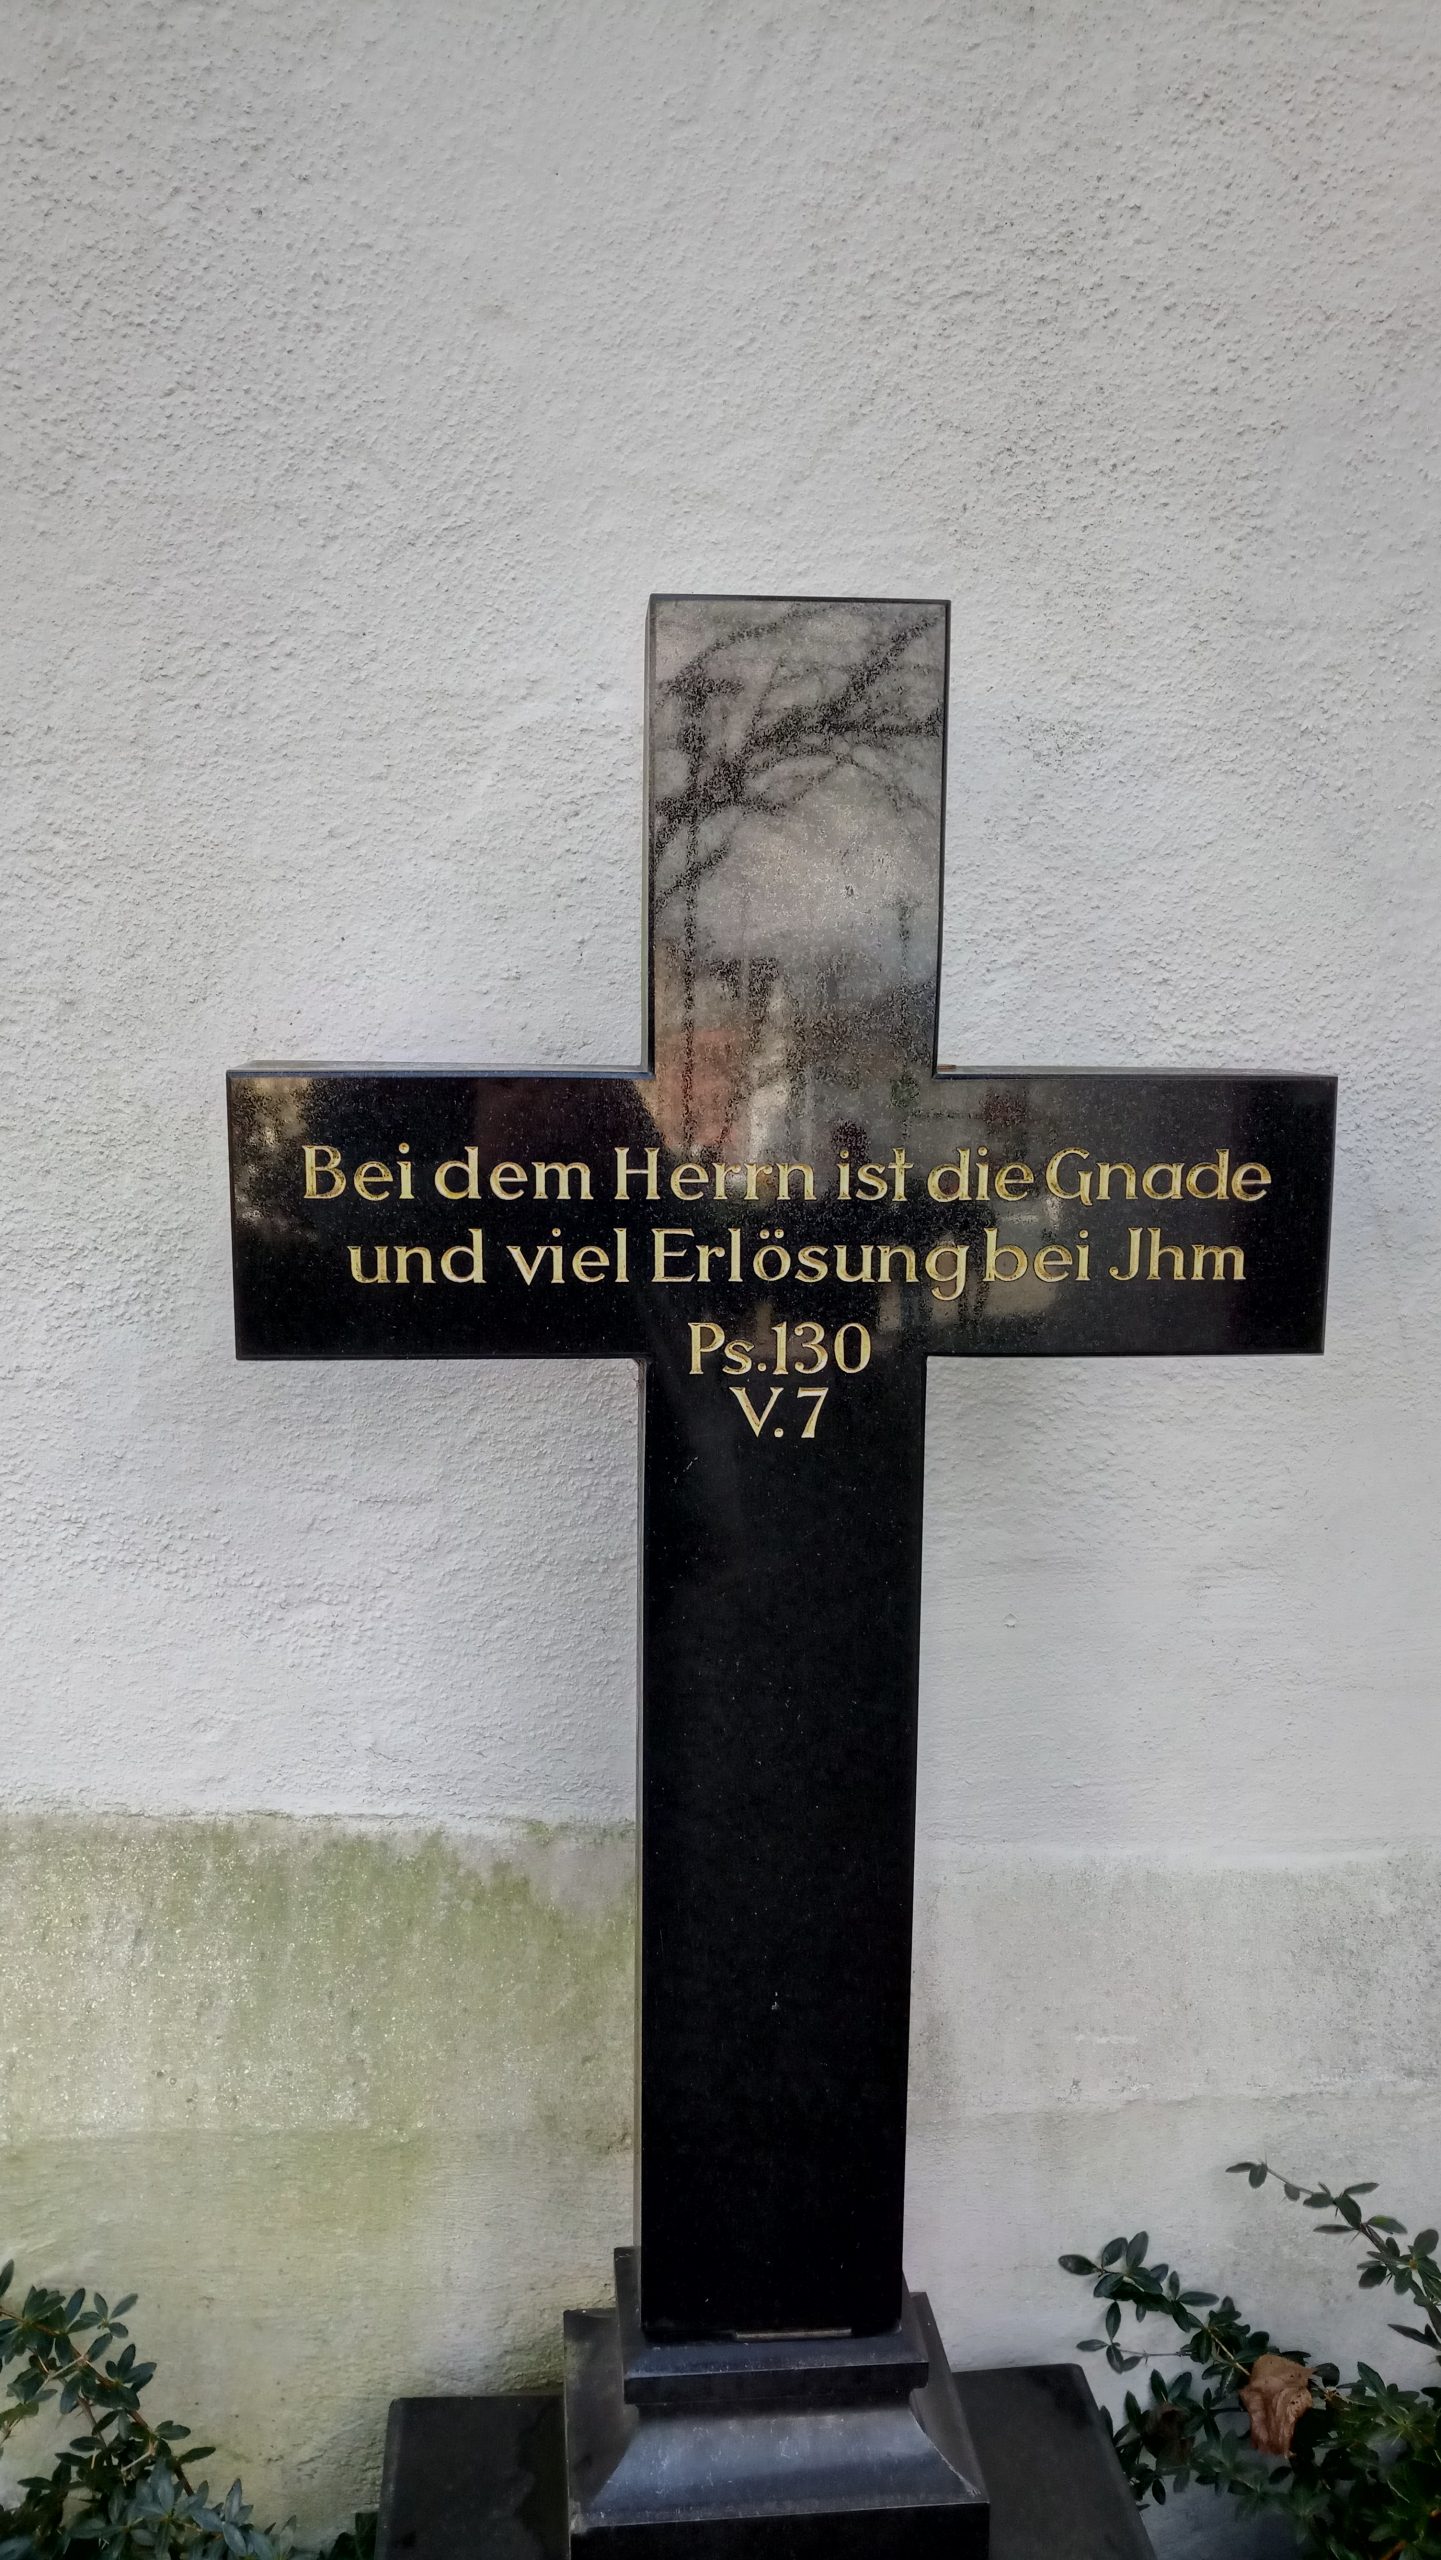 Bei dem Herrn ist die Gnade
und viel Erlösung bei Jhm
Ps.130
V.7